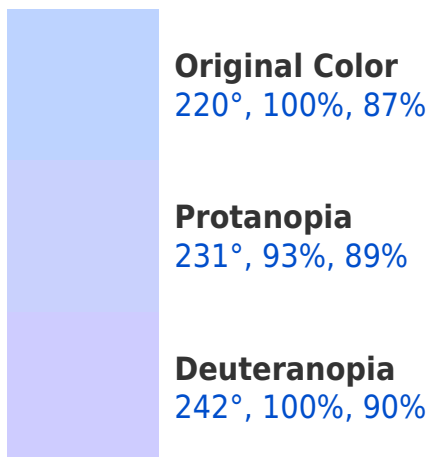 Original Color
220°, 100%, 87%
Protanopia
231°, 93%, 89%
Deuteranopia
242°, 100%, 90%